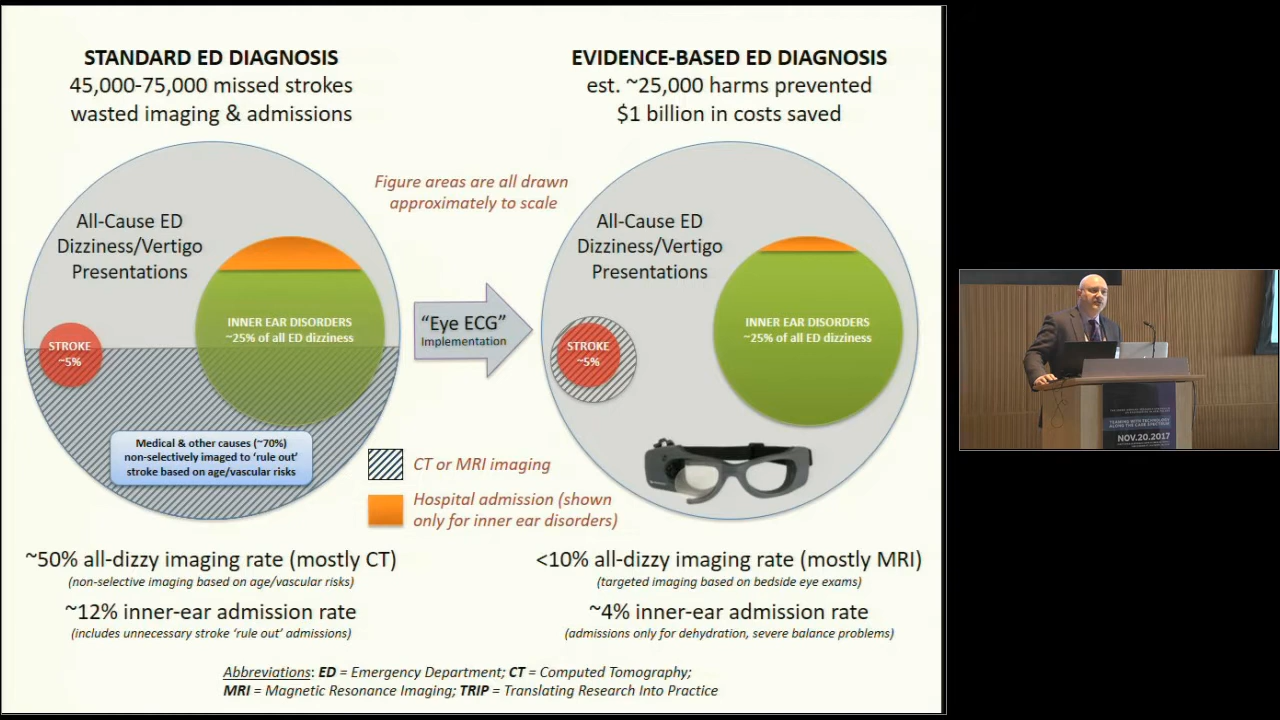 STANDARD ED DIAGNOSIS
45,000-75,000 missed strokes
wasted imaging & admissions
EVIDENCE-BASED ED DIAGNOSIS
est. ~25,000 harms prevented
$1 billion in costs saved
Figure areas are all drawn
approximately to scale
All-Cause ED
Dizziness/Vertigo
Presentations
INNER EAR DISORDERS
~25% of all ED dizziness
STROKE
~5%
Medical & other causes (~70%)
non-selectively imaged to ‘rule out’
stroke based on age/vascular risks
“Eye ECG”
Implementation
All-Cause ED
Dizziness/Vertigo
Presentations
INNER EAR DISORDERS
~25% of all ED dizziness
STROKE
~5%
CT or MRI imaging
Hospital admission (shown
only for inner ear disorders)
~50% all-dizzy imaging rate (mostly CT)
(non-selective imaging based on age/vascular risks)
~12% inner-ear admission rate
(includes unnecessary stroke ‘rule out’ admissions)
<10% all-dizzy imaging rate (mostly MRI)
(targeted imaging based on bedside eye exams)
~4% inner-ear admission rate
(admissions only for dehydration, severe balance problems)
Abbreviations: ED = Emergency Department; CT = Computed Tomography;
MRI = Magnetic Resonance Imaging; TRIP = Translating Research Into Practice
TEAMING WITH TECHNOLOGY
ALONG THE CARE SPECTRUM
NOV.20.2017